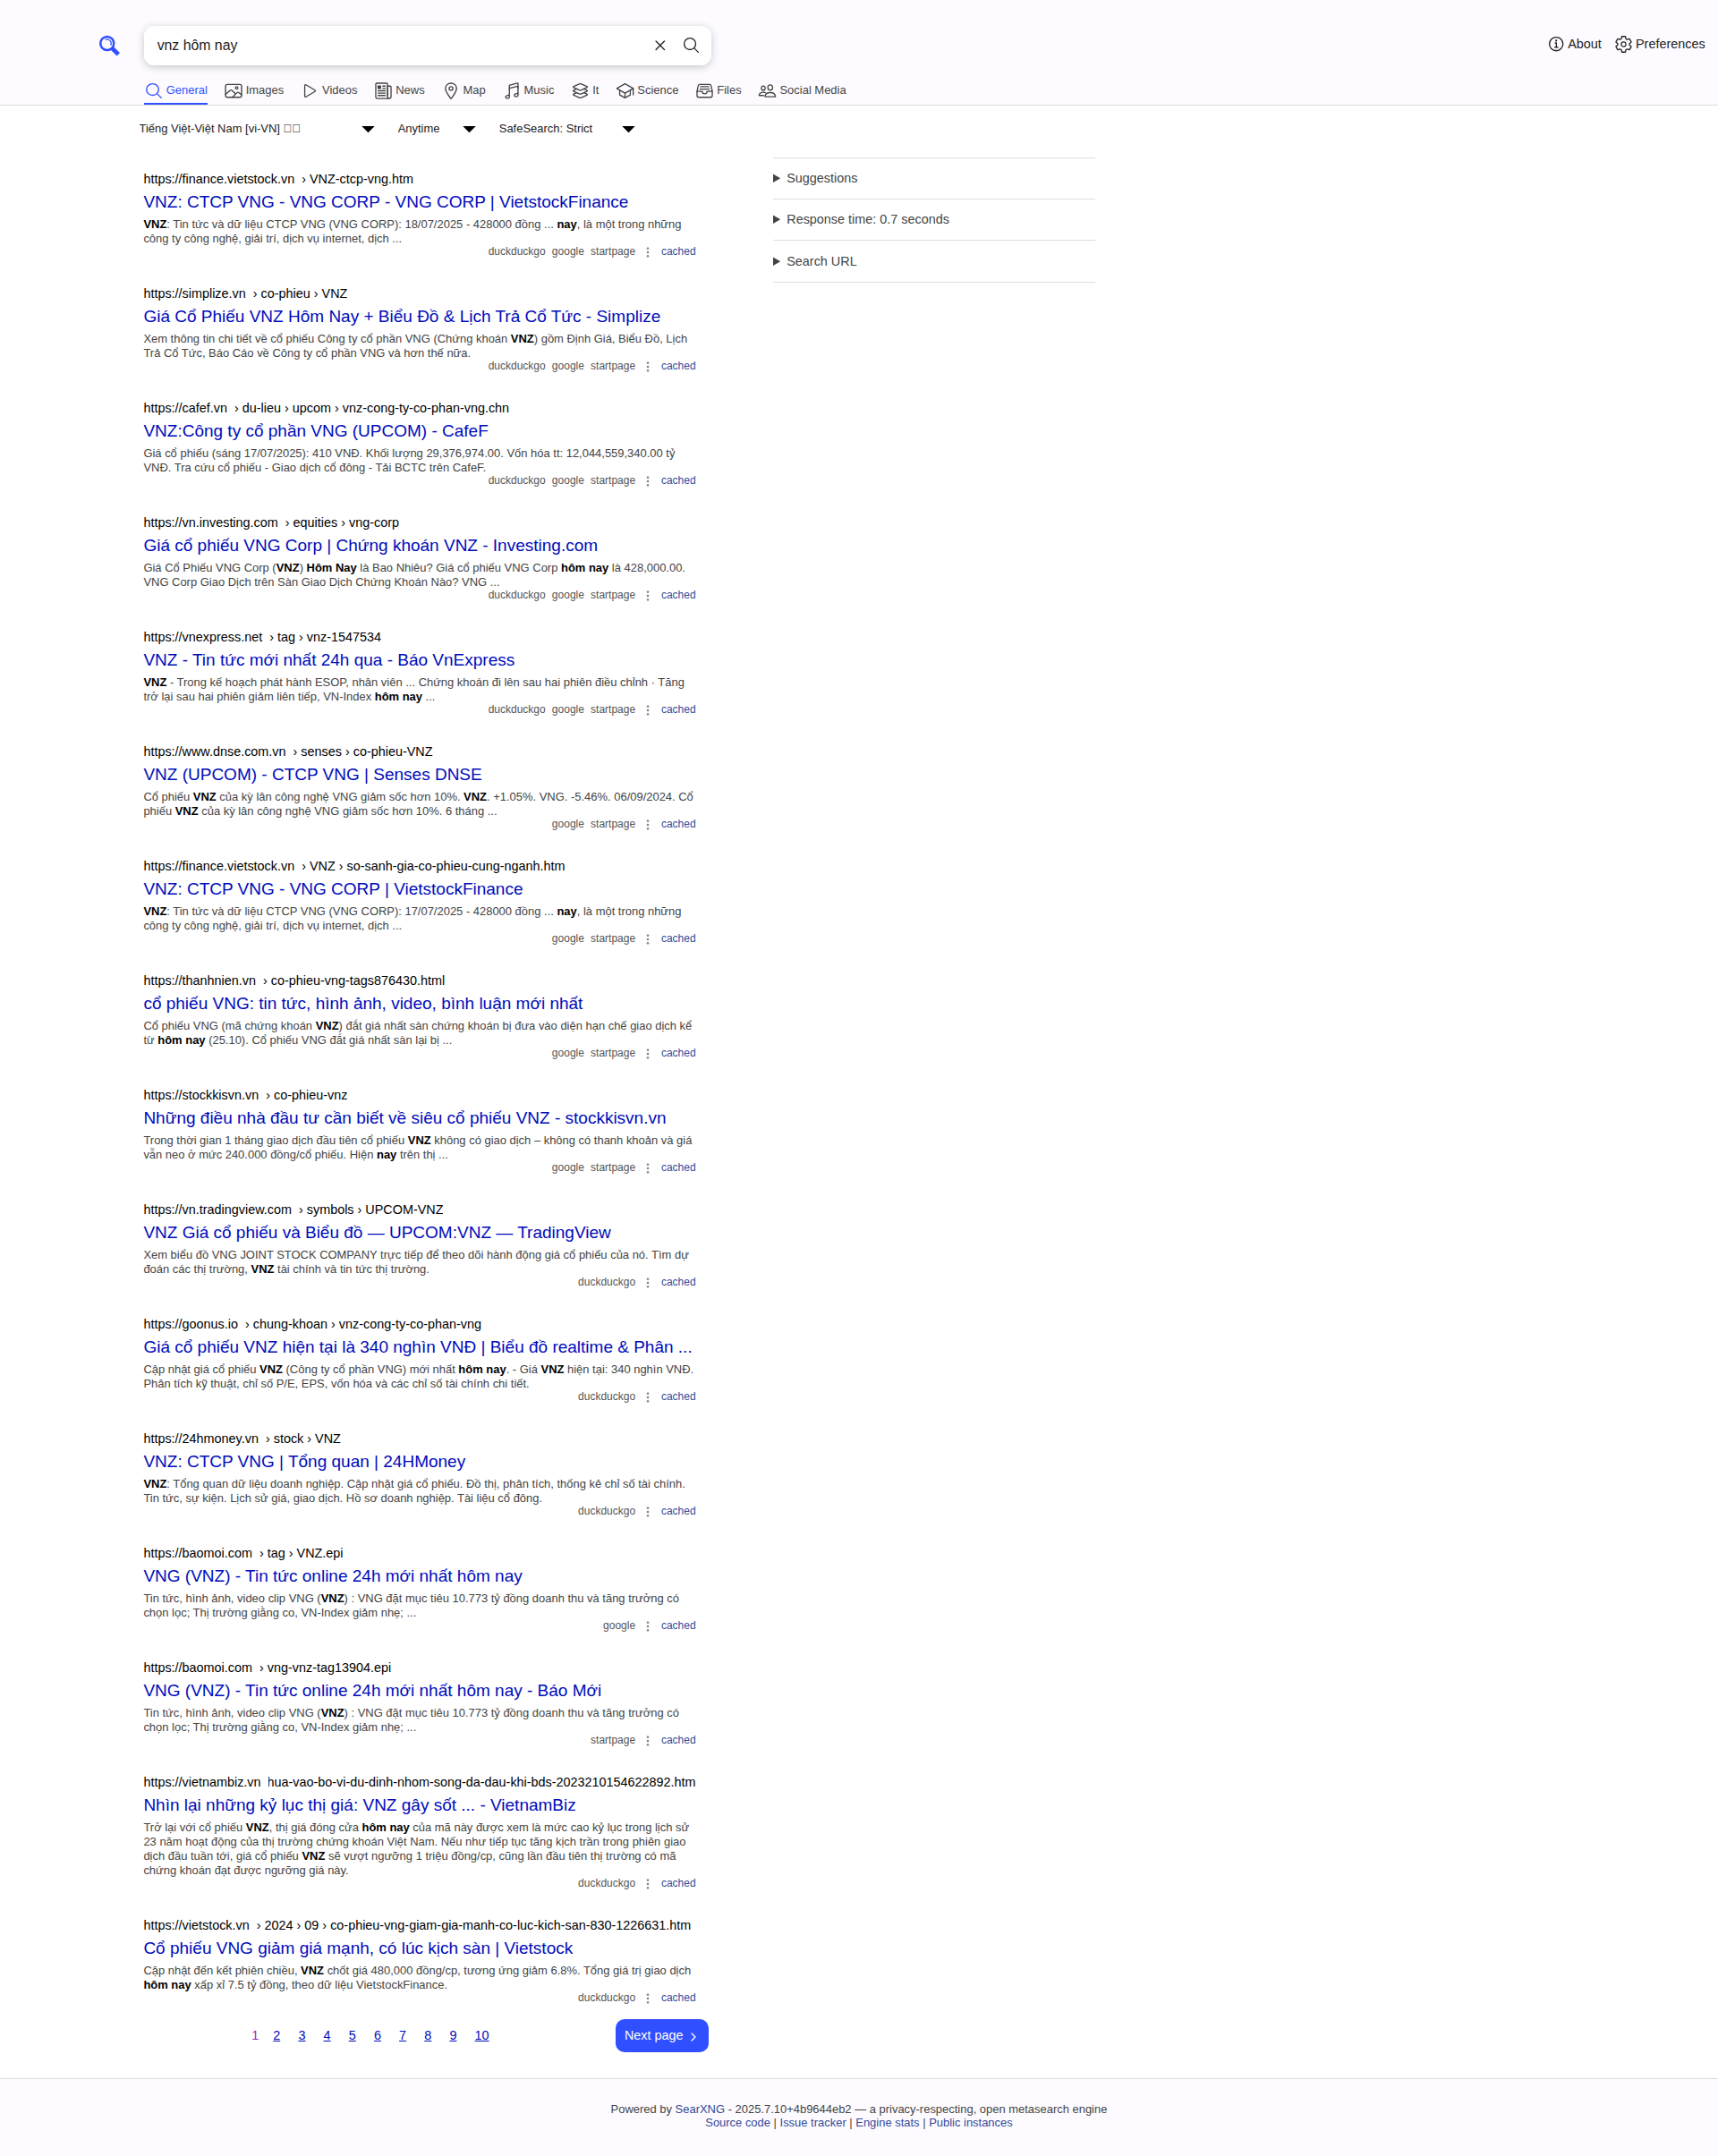 vnz hôm nay
About
Preferences
General
Images
Videos
News
Map
Music
It
Science
Files
Social Media
Tiếng Việt-Việt Nam [vi-VN]
Anytime
SafeSearch: Strict
https://finance.vietstock.vn › VNZ-ctcp-vng.htm
VNZ: CTCP VNG - VNG CORP - VNG CORP | VietstockFinance
VNZ: Tin tức và dữ liệu CTCP VNG (VNG CORP): 18/07/2025 - 428000 đồng ... nay, là một trong những
công ty công nghệ, giải trí, dịch vụ internet, dịch ...
duckduckgo google startpage ⋮ cached
https://simplize.vn › co-phieu › VNZ
Giá Cổ Phiếu VNZ Hôm Nay + Biểu Đồ & Lịch Trả Cổ Tức - Simplize
Xem thông tin chi tiết về cổ phiếu Công ty cổ phần VNG (Chứng khoán VNZ) gồm Định Giá, Biểu Đồ, Lịch
Trả Cổ Tức, Báo Cáo về Công ty cổ phần VNG và hơn thế nữa.
duckduckgo google startpage ⋮ cached
https://cafef.vn › du-lieu › upcom › vnz-cong-ty-co-phan-vng.chn
VNZ:Công ty cổ phần VNG (UPCOM) - CafeF
Giá cổ phiếu (sáng 17/07/2025): 410 VNĐ. Khối lượng 29,376,974.00. Vốn hóa tt: 12,044,559,340.00 tỷ
VNĐ. Tra cứu cổ phiếu - Giao dịch cổ đông - Tải BCTC trên CafeF.
duckduckgo google startpage ⋮ cached
https://vn.investing.com › equities › vng-corp
Giá cổ phiếu VNG Corp | Chứng khoán VNZ - Investing.com
Giá Cổ Phiếu VNG Corp (VNZ) Hôm Nay là Bao Nhiêu? Giá cổ phiếu VNG Corp hôm nay là 428,000.00.
VNG Corp Giao Dịch trên Sàn Giao Dịch Chứng Khoán Nào? VNG ...
duckduckgo google startpage ⋮ cached
https://vnexpress.net › tag › vnz-1547534
VNZ - Tin tức mới nhất 24h qua - Báo VnExpress
VNZ - Trong kế hoạch phát hành ESOP, nhân viên ... Chứng khoán đi lên sau hai phiên điều chỉnh · Tăng
trở lại sau hai phiên giảm liên tiếp, VN-Index hôm nay ...
duckduckgo google startpage ⋮ cached
https://www.dnse.com.vn › senses › co-phieu-VNZ
VNZ (UPCOM) - CTCP VNG | Senses DNSE
Cổ phiếu VNZ của kỳ lân công nghệ VNG giảm sốc hơn 10%. VNZ. +1.05%. VNG. -5.46%. 06/09/2024. Cổ
phiếu VNZ của kỳ lân công nghệ VNG giảm sốc hơn 10%. 6 tháng ...
google startpage ⋮ cached
https://finance.vietstock.vn › VNZ › so-sanh-gia-co-phieu-cung-nganh.htm
VNZ: CTCP VNG - VNG CORP | VietstockFinance
VNZ: Tin tức và dữ liệu CTCP VNG (VNG CORP): 17/07/2025 - 428000 đồng ... nay, là một trong những
công ty công nghệ, giải trí, dịch vụ internet, dịch ...
google startpage ⋮ cached
https://thanhnien.vn › co-phieu-vng-tags876430.html
cổ phiếu VNG: tin tức, hình ảnh, video, bình luận mới nhất
Cổ phiếu VNG (mã chứng khoán VNZ) đắt giá nhất sàn chứng khoán bị đưa vào diện hạn chế giao dịch kể
từ hôm nay (25.10). Cổ phiếu VNG đắt giá nhất sàn lại bị ...
google startpage ⋮ cached
https://stockkisvn.vn › co-phieu-vnz
Những điều nhà đầu tư cần biết về siêu cổ phiếu VNZ - stockkisvn.vn
Trong thời gian 1 tháng giao dịch đầu tiên cổ phiếu VNZ không có giao dịch – không có thanh khoản và giá
vẫn neo ở mức 240.000 đồng/cổ phiếu. Hiện nay trên thị ...
google startpage ⋮ cached
https://vn.tradingview.com › symbols › UPCOM-VNZ
VNZ Giá cổ phiếu và Biểu đồ — UPCOM:VNZ — TradingView
Xem biểu đồ VNG JOINT STOCK COMPANY trực tiếp để theo dõi hành động giá cổ phiếu của nó. Tìm dự
đoán các thị trường, VNZ tài chính và tin tức thị trường.
duckduckgo ⋮ cached
https://goonus.io › chung-khoan › vnz-cong-ty-co-phan-vng
Giá cổ phiếu VNZ hiện tại là 340 nghìn VNĐ | Biểu đồ realtime & Phân ...
Cập nhật giá cổ phiếu VNZ (Công ty cổ phần VNG) mới nhất hôm nay. - Giá VNZ hiện tại: 340 nghìn VNĐ.
Phân tích kỹ thuật, chỉ số P/E, EPS, vốn hóa và các chỉ số tài chính chi tiết.
duckduckgo ⋮ cached
https://24hmoney.vn › stock › VNZ
VNZ: CTCP VNG | Tổng quan | 24HMoney
VNZ: Tổng quan dữ liệu doanh nghiệp. Cập nhật giá cổ phiếu. Đồ thị, phân tích, thống kê chỉ số tài chính.
Tin tức, sự kiện. Lịch sử giá, giao dịch. Hồ sơ doanh nghiệp. Tài liệu cổ đông.
duckduckgo ⋮ cached
https://baomoi.com › tag › VNZ.epi
VNG (VNZ) - Tin tức online 24h mới nhất hôm nay
Tin tức, hình ảnh, video clip VNG (VNZ) : VNG đặt mục tiêu 10.773 tỷ đồng doanh thu và tăng trưởng có
chọn lọc; Thị trường giằng co, VN-Index giảm nhẹ; ...
google ⋮ cached
https://baomoi.com › vng-vnz-tag13904.epi
VNG (VNZ) - Tin tức online 24h mới nhất hôm nay - Báo Mới
Tin tức, hình ảnh, video clip VNG (VNZ) : VNG đặt mục tiêu 10.773 tỷ đồng doanh thu và tăng trưởng có
chọn lọc; Thị trường giằng co, VN-Index giảm nhẹ; ...
startpage ⋮ cached
https://vietnambiz.vn hua-vao-bo-vi-du-dinh-nhom-song-da-dau-khi-bds-2023210154622892.htm
Nhìn lại những kỷ lục thị giá: VNZ gây sốt ... - VietnamBiz
Trở lại với cổ phiếu VNZ, thị giá đóng cửa hôm nay của mã này được xem là mức cao kỷ lục trong lịch sử
23 năm hoạt động của thị trường chứng khoán Việt Nam. Nếu như tiếp tục tăng kịch trần trong phiên giao
dịch đầu tuần tới, giá cổ phiếu VNZ sẽ vượt ngưỡng 1 triệu đồng/cp, cũng lần đầu tiên thị trường có mã
chứng khoán đạt được ngưỡng giá này.
duckduckgo ⋮ cached
https://vietstock.vn › 2024 › 09 › co-phieu-vng-giam-gia-manh-co-luc-kich-san-830-1226631.htm
Cổ phiếu VNG giảm giá mạnh, có lúc kịch sàn | Vietstock
Cập nhật đến kết phiên chiều, VNZ chốt giá 480,000 đồng/cp, tương ứng giảm 6.8%. Tổng giá trị giao dịch
hôm nay xấp xỉ 7.5 tỷ đồng, theo dữ liệu VietstockFinance.
duckduckgo ⋮ cached
1 2 3 4 5 6 7 8 9 10
Next page
Suggestions
Response time: 0.7 seconds
Search URL
Powered by SearXNG - 2025.7.10+4b9644eb2 — a privacy-respecting, open metasearch engine
Source code | Issue tracker | Engine stats | Public instances